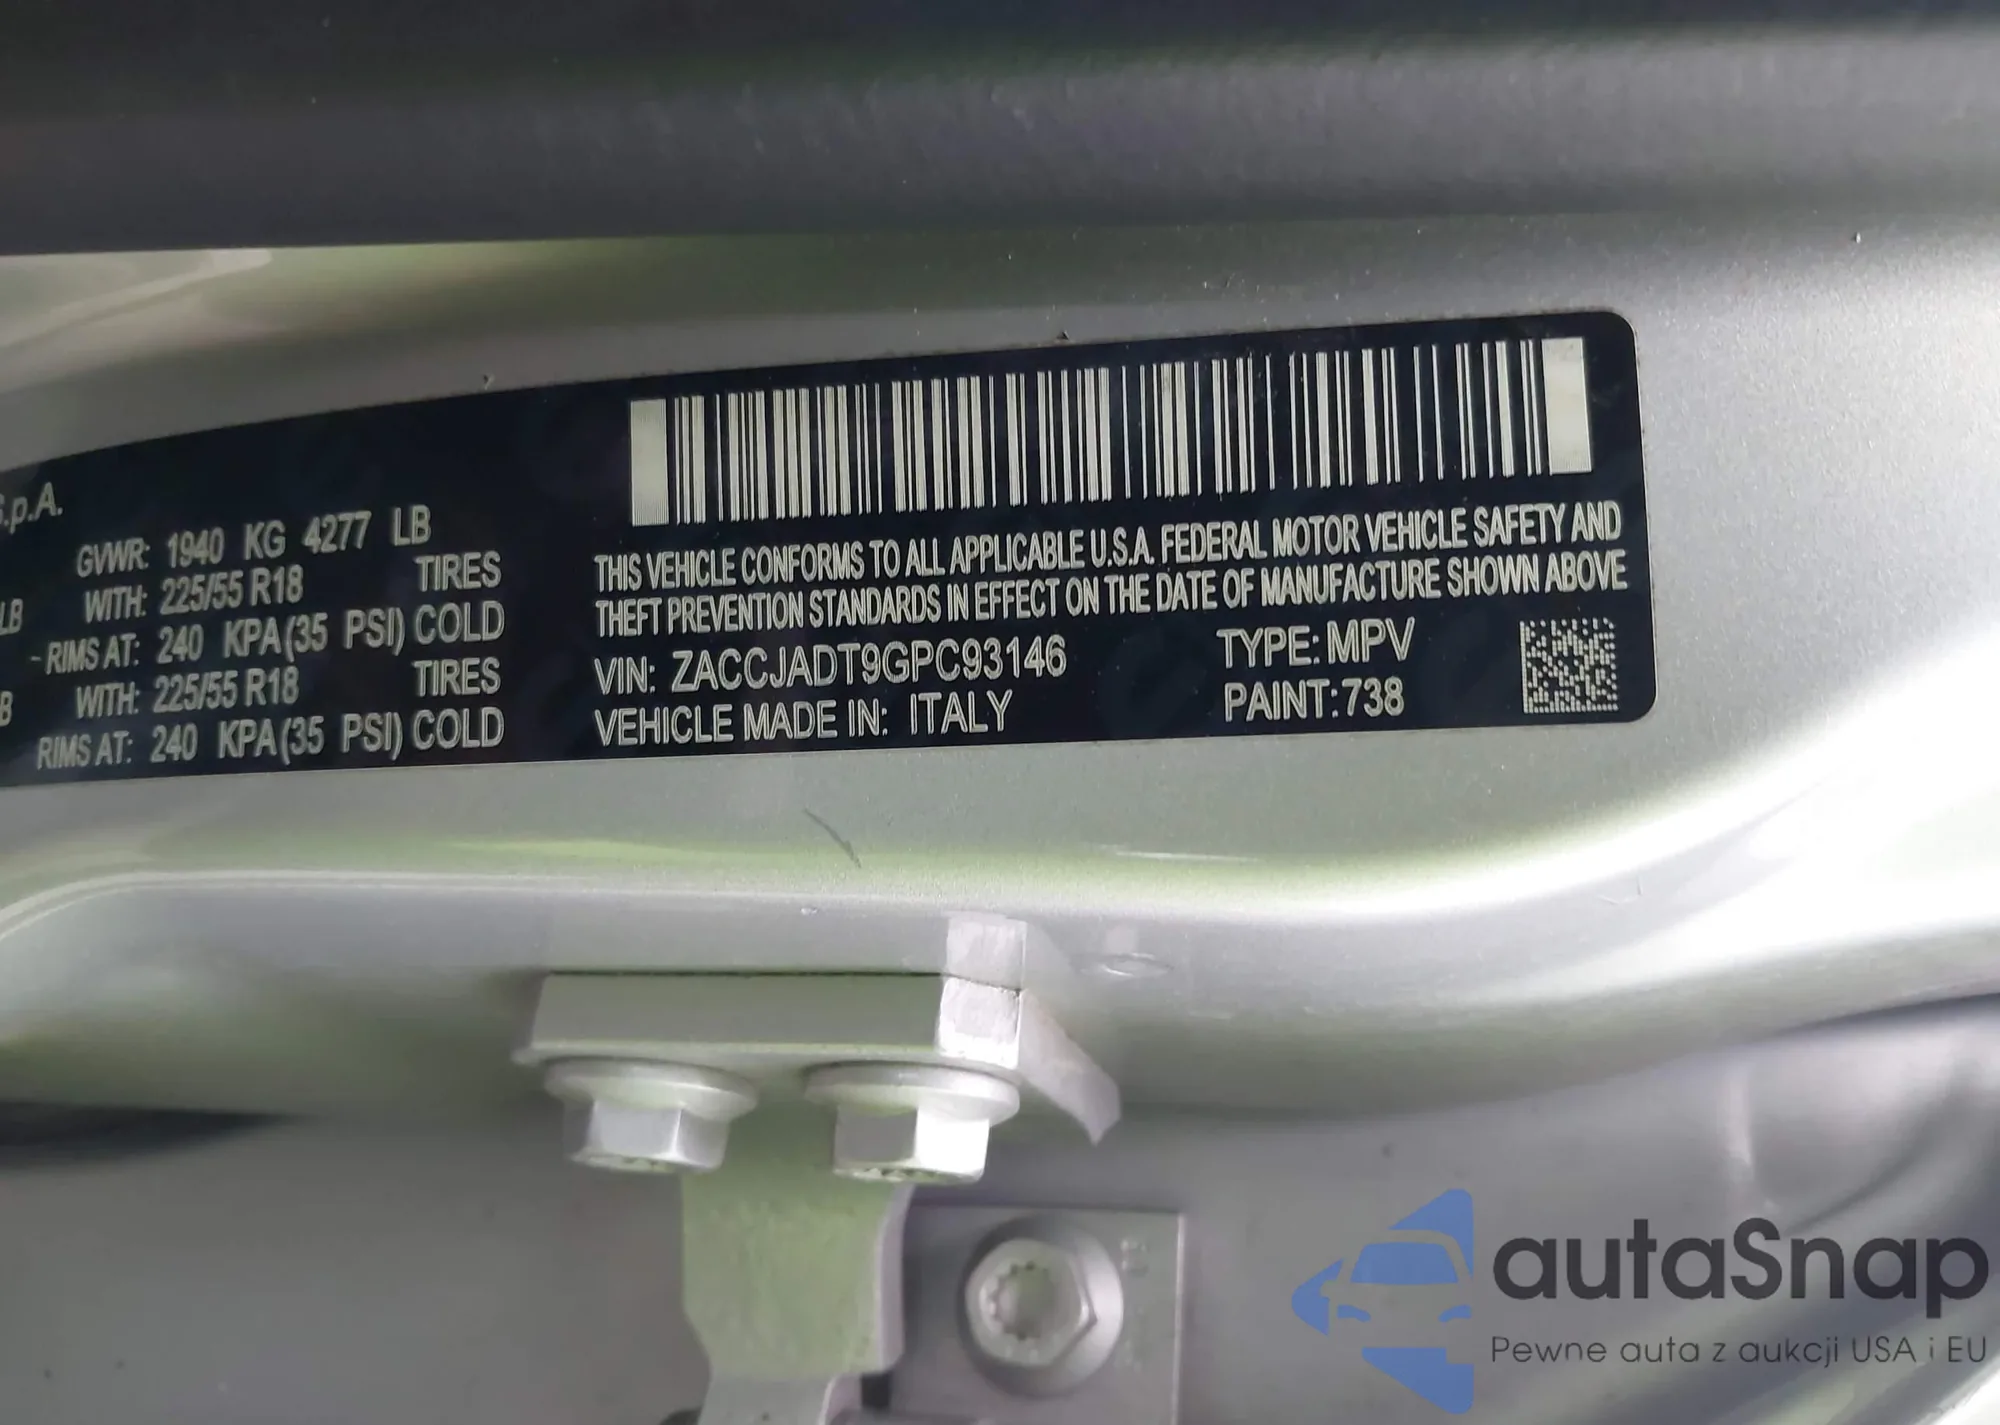 S.p.A.
GVWR: 1940 KG 4277 LB
LB WITH: 225/55 R18 TIRES
- RIMS AT: 240 KPA(35 PSI) COLD
B WITH: 225/55 R18 TIRES
RIMS AT: 240 KPA(35 PSI) COLD
THIS VEHICLE CONFORMS TO ALL APPLICABLE U.S.A. FEDERAL MOTOR VEHICLE SAFETY AND
THEFT PREVENTION STANDARDS IN EFFECT ON THE DATE OF MANUFACTURE SHOWN ABOVE
VIN: ZACCJADT9GPC93146 TYPE: MPV
VEHICLE MADE IN: ITALY PAINT: 738
autaSnap
Pewne auta z aukcji USA i EU